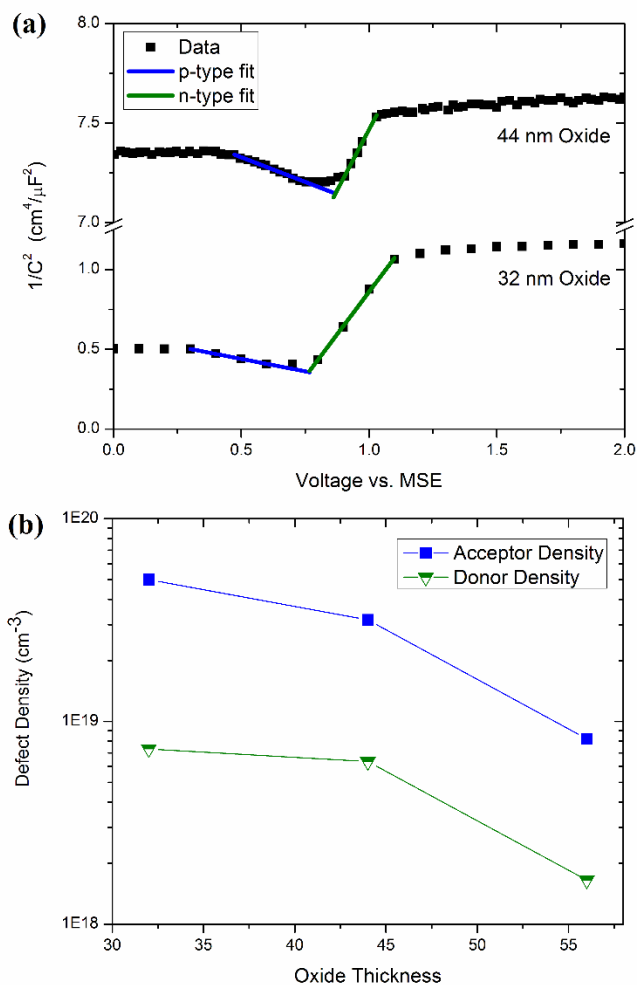 (a)
8.0
7.5
7.0
1.0
0.5
0.0
1/C² (cm⁴/μF²)
Data
p-type fit
n-type fit
44 nm Oxide
32 nm Oxide
0.0 0.5 1.0 1.5 2.0
Voltage vs. MSE
(b)
1E20
1E19
1E18
Defect Density (cm⁻³)
Acceptor Density
Donor Density
30 35 40 45 50 55
Oxide Thickness